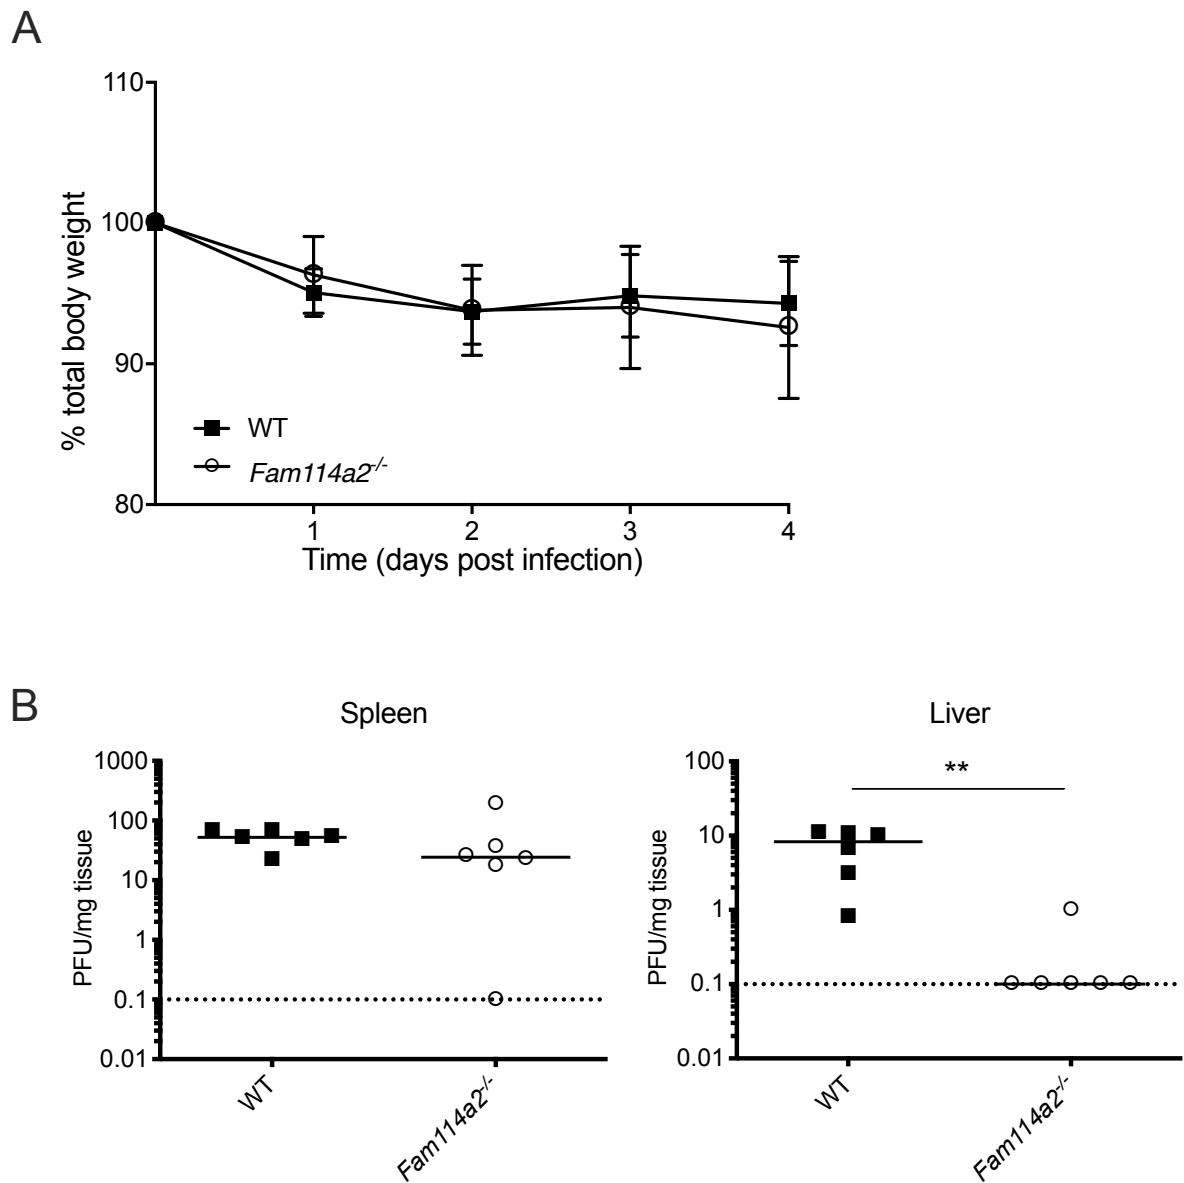 A
110
100
90
80
% total body weight
WT
Fam114a2-/-
1 2 3 4
Time (days post infection)
B
Spleen
1000
100
10
1
0.1
0.01
PFU/mg tissue
WT
Fam114a2-/-
Liver
**
100
10
1
0.1
0.01
PFU/mg tissue
WT
Fam114a2-/-